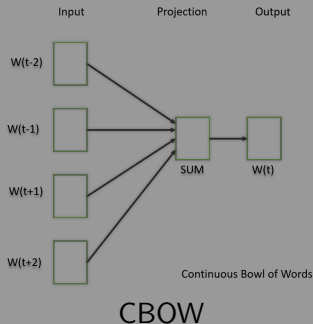 Input Projection Output
W(t-2)
W(t-1)
W(t+1)
SUM W(t)
W(t+2)
Continuous Bowl of Words
CBOW